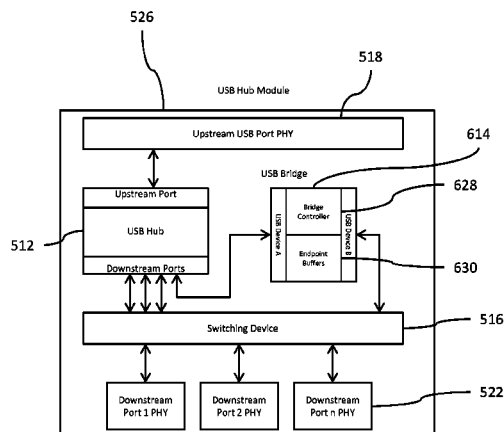 526
518
USB Hub Module
Upstream USB Port PHY
614
USB Bridge
628
Upstream Port
USB Hub
Downstream Ports
512
USB Device A
Bridge
Controller
Endpoint
Buffers
USB Device B
630
Switching Device
516
Downstream
Port 1 PHY
Downstream
Port 2 PHY
Downstream
Port n PHY
522